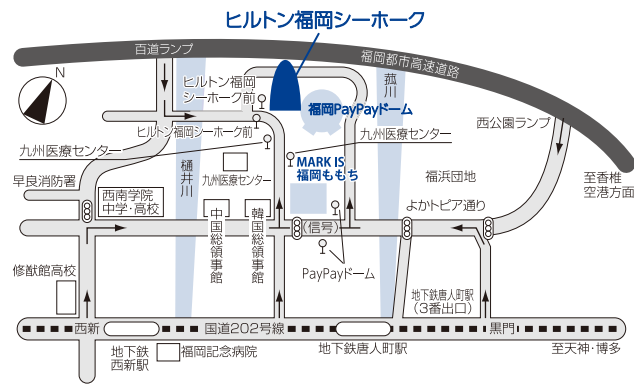 ヒルトン福岡シーホーク
百道ランプ
福岡都市高速道路
N
ヒルトン福岡
シーホーク前
菰川
福岡PayPayドーム
西公園ランプ
ヒルトン福岡シーホーク前
九州医療センター
九州医療センター
MARK IS
福岡ももち
樋井川
九州医療センター
早良消防署
西南学院
中学・高校
福浜団地
至香椎
空港方面
よかトピア通り
中国総領事館
韓国総領事館
(信号)
修猷館高校
PayPayドーム
地下鉄唐人町駅
(3番出口)
西新
国道202号線
黒門
地下鉄
西新駅
福岡記念病院
地下鉄唐人町駅
至天神・博多